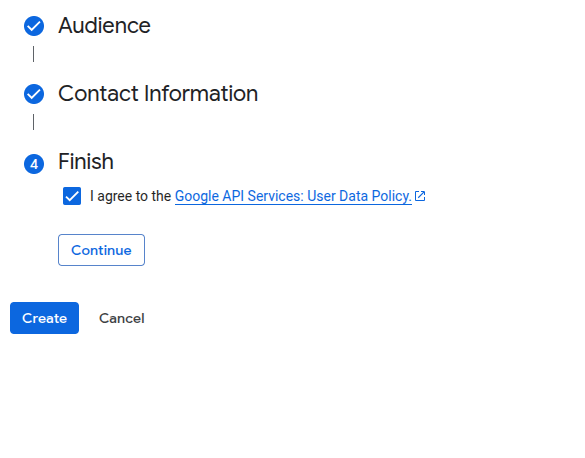 Audience
Contact Information
4 Finish
I agree to the Google API Services: User Data Policy.
Continue
Create Cancel